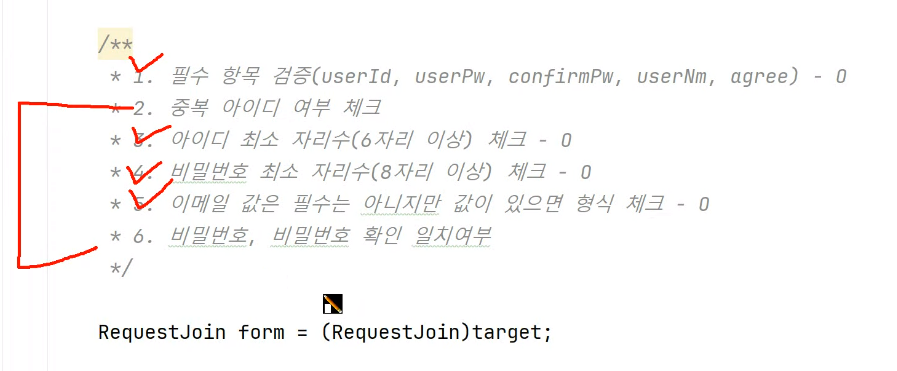 /**
* 1. 필수 항목 검증(userId, userPw, confirmPw, userNm, agree) - O
* 2. 중복 아이디 여부 체크
* 3. 아이디 최소 자리수(6자리 이상) 체크 - O
* 4. 비밀번호 최소 자리수(8자리 이상) 체크 - O
* 5. 이메일 값은 필수는 아니지만 값이 있으면 형식 체크 - O
* 6. 비밀번호, 비밀번호 확인 일치여부
*/
RequestJoin form = (RequestJoin)target;